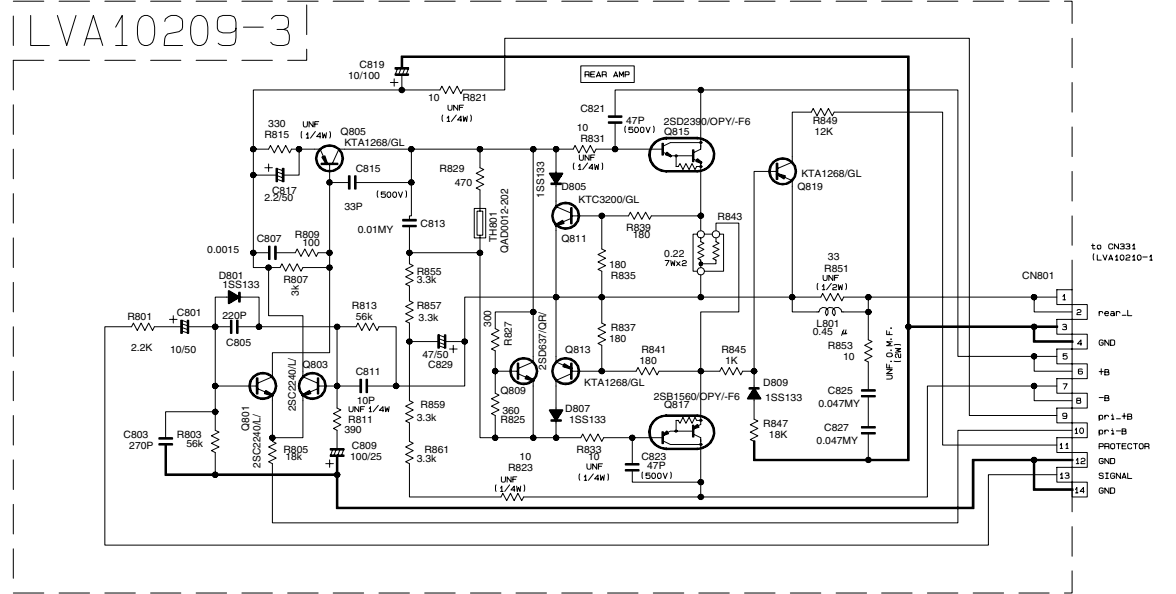 LVA10209-3
C819
10/100
+
REAR AMP
10
R821
UNF
(1/4W)
C821
47P
(500V)
2SD2390/OPY/-F6
Q815
R849
12K
330
R815
UNF
(1/4W)
Q805
KTA1268/GL
10
R831
UNF
(1/4W)
C815
33P
(500V)
R829
470
1SS133
D805
KTA1268/GL
Q819
+
C817
2.2/50
TH801
QAD0012-202
KTC3200/GL
Q811
R839
180
R843
C813
0.01MY
0.0015
C807
R809
100
R807
3k
180
R835
0.22
7W×2
33
R851
UNF
(1/2W)
to CN331
(LVA10210-1
CN801
D801
1SS133
R855
3.3k
R857
3.3k
R813
56k
R801
2.2K
+
C801
10/50
220P
C805
300
R827
2SD637/QR/
R837
180
L801
0.45 μ
R853
10
UNF.O.M.F.
(2W)
47/50
+
C829
Q813
KTA1268/GL
R841
180
R845
1K
Q801
2SC2240/L/
2SC2240/L/
Q803
C811
10P
UNF 1/4W
R811
390
Q809
360
R825
D807
1SS133
2SB1560/OPY/-F6
Q817
D809
1SS133
R847
18K
C825
0.047MY
C827
0.047MY
C803
270P
R803
56k
R805
18k
C809
100/25
+
R859
3.3k
R861
3.3k
10
R823
UNF
(1/4W)
R833
10
UNF
(1/4W)
C823
47P
(500V)
1
2 rear_L
3
4 GND
5
6 +B
7
8 -B
9 pri_+B
10 pri-B
11 PROTECTOR
12 GND
13 SIGNAL
14 GND